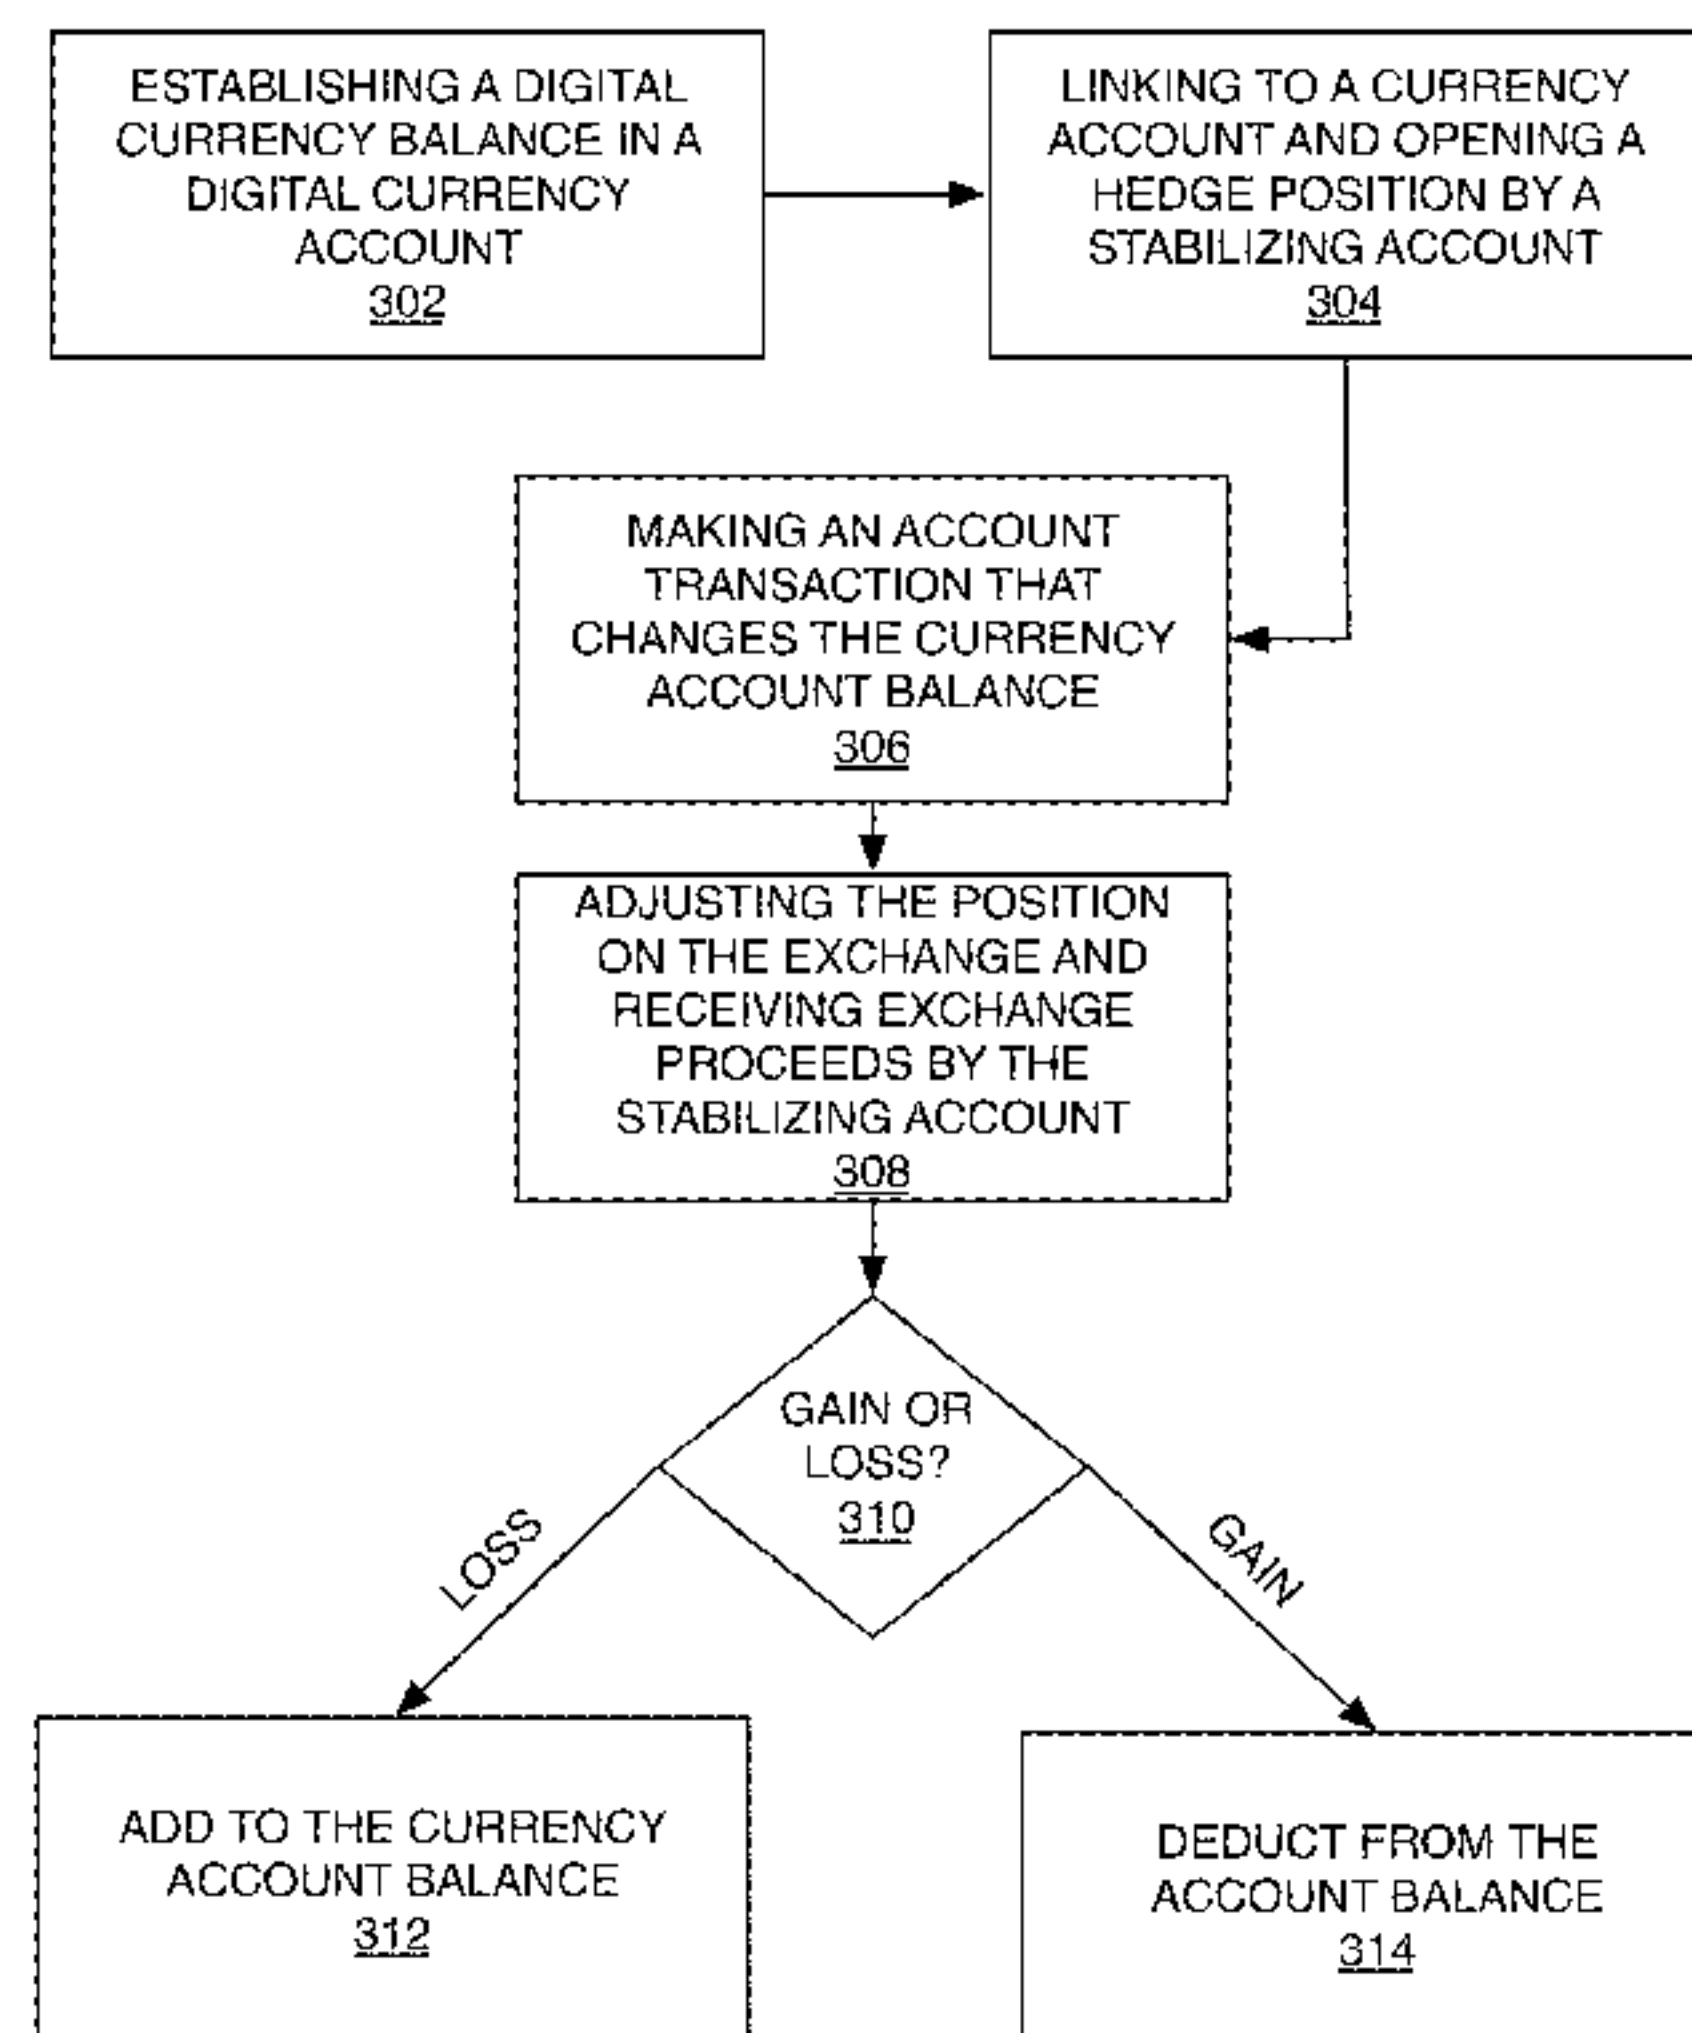 ESTABLISHING A DIGITAL
CURRENCY BALANCE IN A
DIGITAL CURRENCY
ACCOUNT
302
LINKING TO A CURRENCY
ACCOUNT AND OPENING A
HEDGE POSITION BY A
STABILIZING ACCOUNT
304
MAKING AN ACCOUNT
TRANSACTION THAT
CHANGES THE CURRENCY
ACCOUNT BALANCE
306
ADJUSTING THE POSITION
ON THE EXCHANGE AND
RECEIVING EXCHANGE
PROCEEDS BY THE
STABILIZING ACCOUNT
308
GAIN OR
LOSS?
310
LOSS
GAIN
ADD TO THE CURRENCY
ACCOUNT BALANCE
312
DEDUCT FROM THE
ACCOUNT BALANCE
314